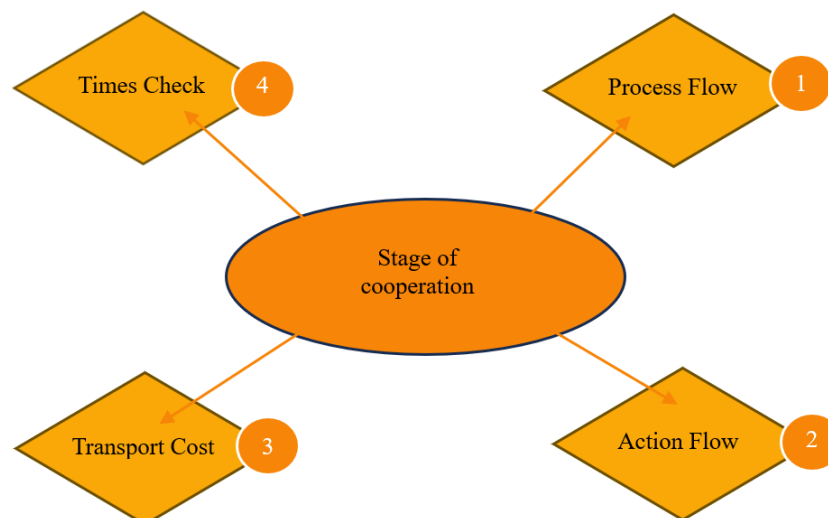 Times Check
4
Process Flow
1
Stage of
cooperation
Transport Cost
3
Action Flow
2